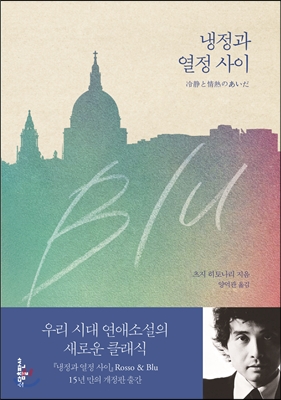 냉정과
열정 사이
冷静と情熱のあいだ
Blu
츠지 히토나리 지음
양억관 옮김
우리 시대 연애소설의
새로운 클래식
『냉정과 열정 사이』 Rosso & Blu
15년 만의 개정판 출간